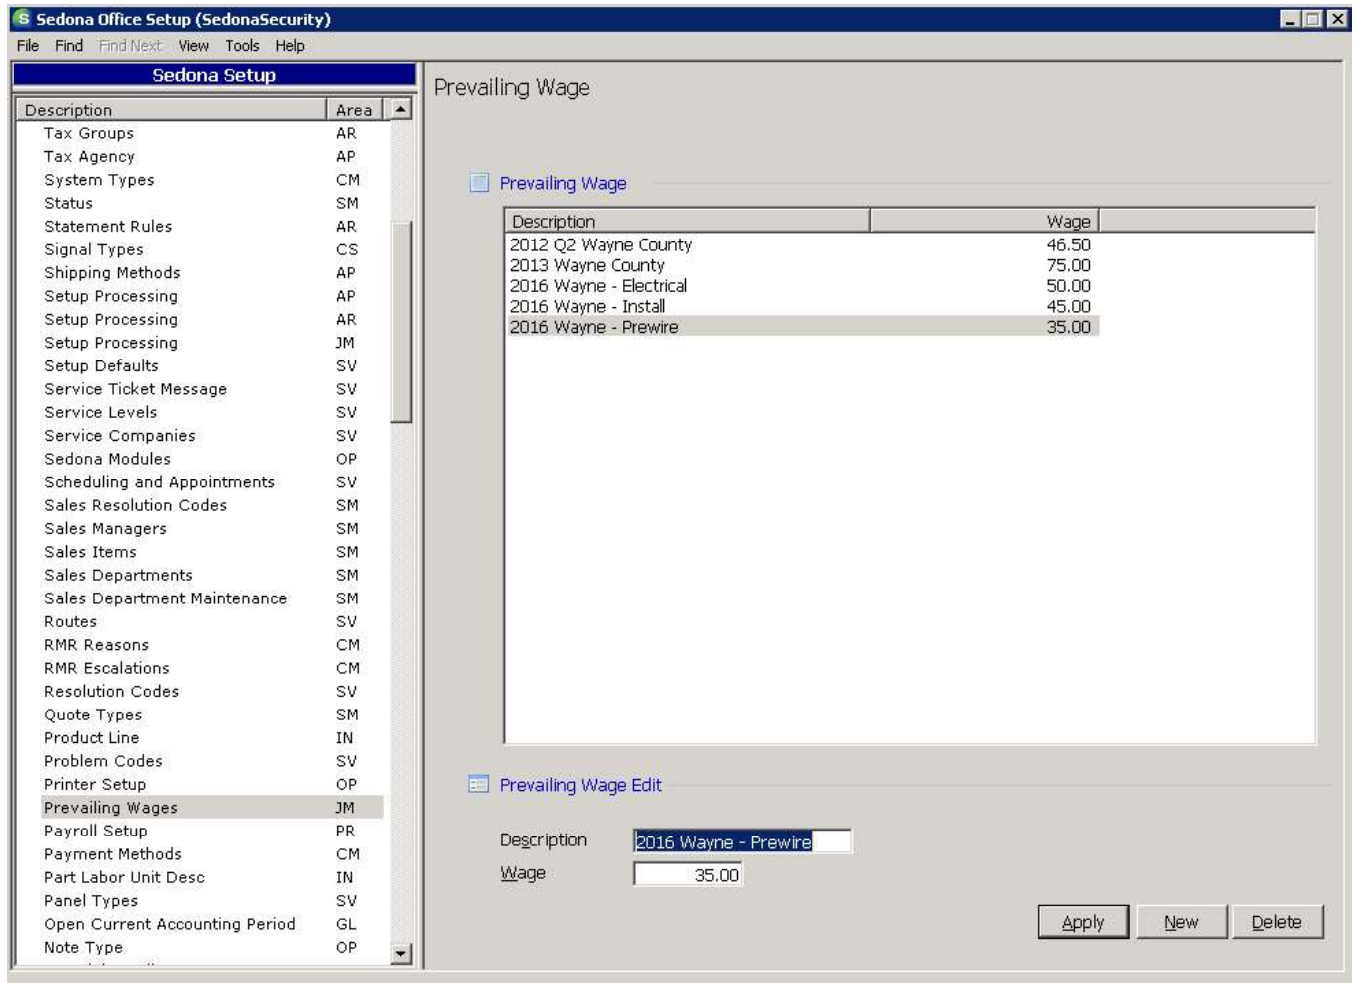 S Sedona Office Setup (SedonaSecurity)
File Find Find Next View Tools Help
Sedona Setup
Description Area
Tax Groups AR
Tax Agency AP
System Types CM
Status SM
Statement Rules AR
Signal Types CS
Shipping Methods AP
Setup Processing AP
Setup Processing AR
Setup Processing JM
Setup Defaults SV
Service Ticket Message SV
Service Levels SV
Service Companies SV
Sedona Modules OP
Scheduling and Appointments SV
Sales Resolution Codes SM
Sales Managers SM
Sales Items SM
Sales Departments SM
Sales Department Maintenance SM
Routes SV
RMR Reasons CM
RMR Escalations CM
Resolution Codes SV
Quote Types SM
Product Line IN
Problem Codes SV
Printer Setup OP
Prevailing Wages JM
Payroll Setup PR
Payment Methods CM
Part Labor Unit Desc IN
Panel Types SV
Open Current Accounting Period GL
Note Type OP
Prevailing Wage
Prevailing Wage
Description Wage
2012 Q2 Wayne County 46.50
2013 Wayne County 75.00
2016 Wayne - Electrical 50.00
2016 Wayne - Install 45.00
2016 Wayne - Prewire 35.00
Prevailing Wage Edit
Description 2016 Wayne - Prewire
Wage 35.00
Apply New Delete